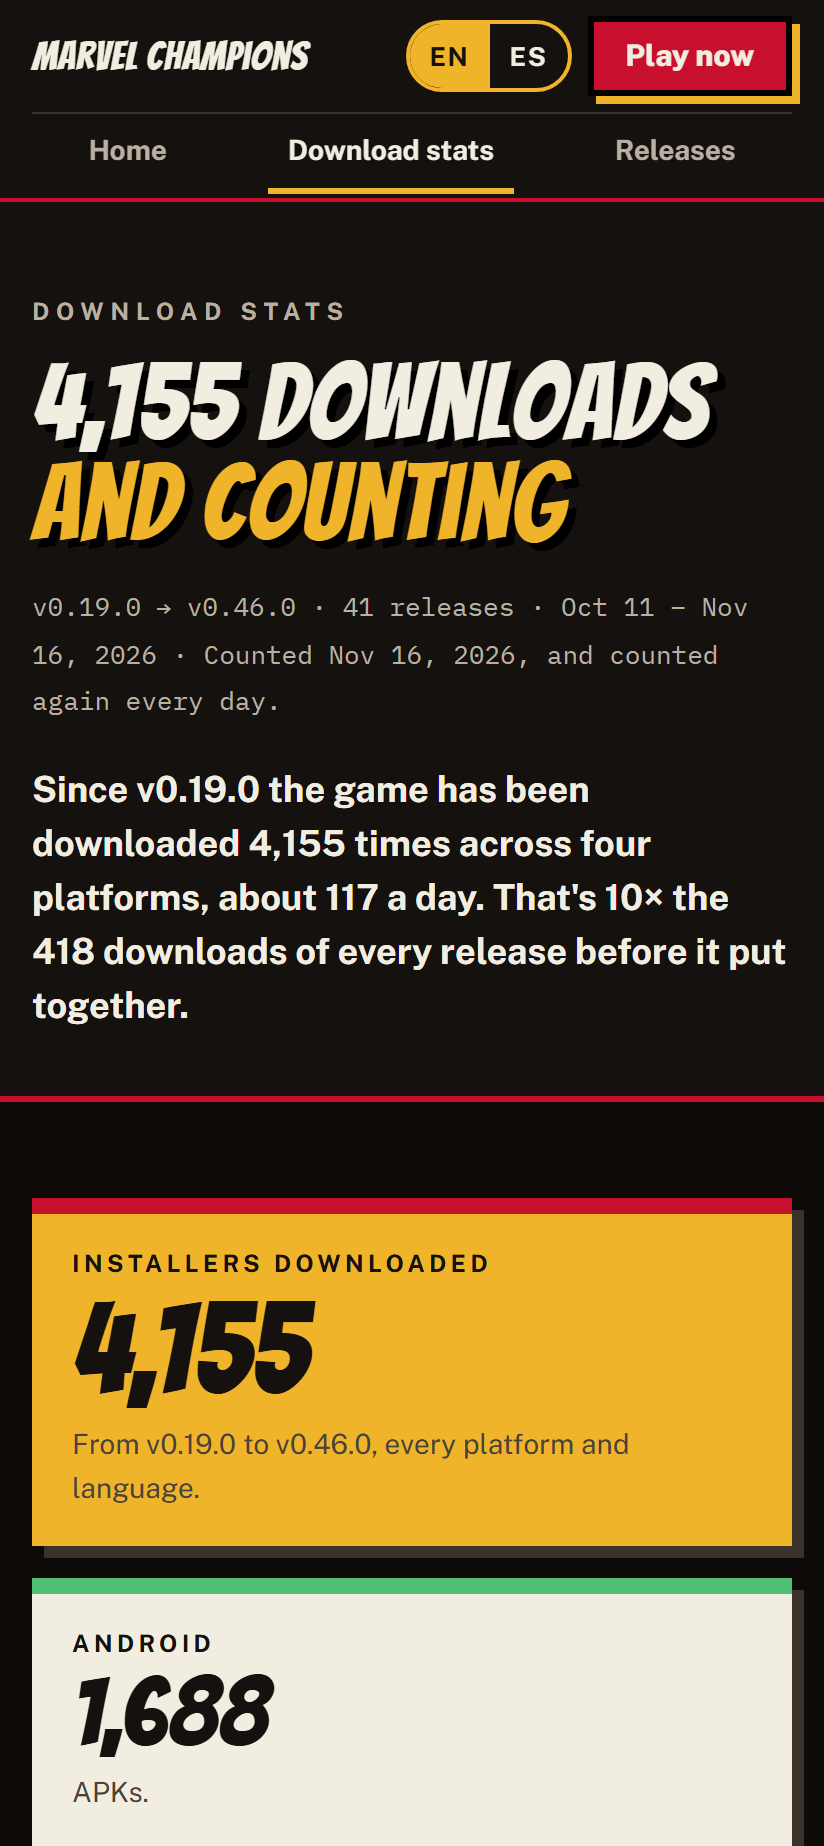 MARVEL CHAMPIONS
EN ES
Play now
Home Download stats Releases
DOWNLOAD STATS
4,155 DOWNLOADS
AND COUNTING
v0.19.0 → v0.46.0 · 41 releases · Oct 11 – Nov
16, 2026 · Counted Nov 16, 2026, and counted
again every day.
Since v0.19.0 the game has been
downloaded 4,155 times across four
platforms, about 117 a day. That's 10× the
418 downloads of every release before it put
together.
INSTALLERS DOWNLOADED
4,155
From v0.19.0 to v0.46.0, every platform and
language.
ANDROID
1,688
APKs.